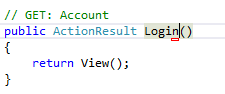 // GET: Account
public ActionResult Login()
{
return View();
}